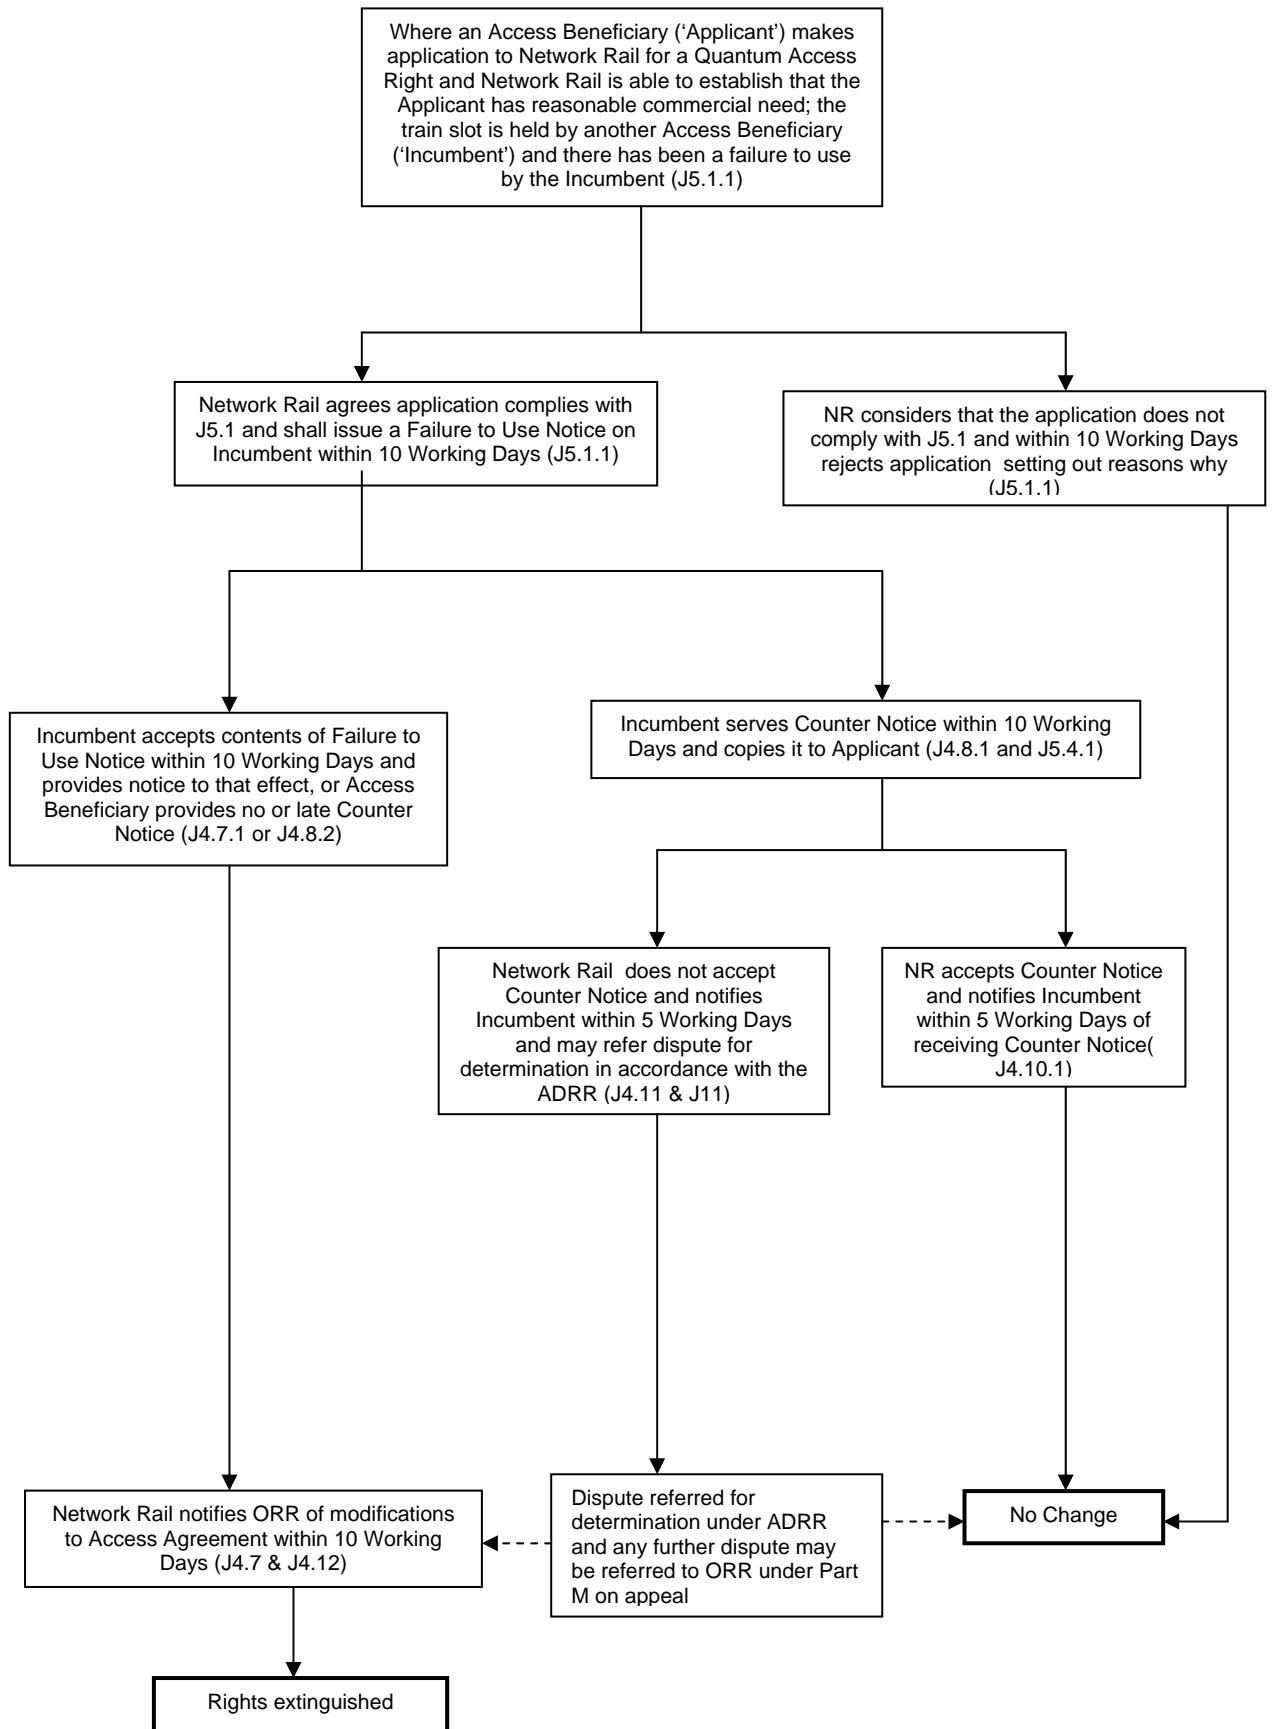 Where an Access Beneficiary (‘Applicant’) makes
application to Network Rail for a Quantum Access
Right and Network Rail is able to establish that the
Applicant has reasonable commercial need; the
train slot is held by another Access Beneficiary
(‘Incumbent’) and there has been a failure to use
by the Incumbent (J5.1.1)
Network Rail agrees application complies with
J5.1 and shall issue a Failure to Use Notice on
Incumbent within 10 Working Days (J5.1.1)
NR considers that the application does not
comply with J5.1 and within 10 Working Days
rejects application setting out reasons why
(J5.1.1)
Incumbent accepts contents of Failure to
Use Notice within 10 Working Days and
provides notice to that effect, or Access
Beneficiary provides no or late Counter
Notice (J4.7.1 or J4.8.2)
Incumbent serves Counter Notice within 10 Working
Days and copies it to Applicant (J4.8.1 and J5.4.1)
Network Rail does not accept
Counter Notice and notifies
Incumbent within 5 Working Days
and may refer dispute for
determination in accordance with the
ADRR (J4.11 & J11)
NR accepts Counter Notice
and notifies Incumbent
within 5 Working Days of
receiving Counter Notice(
J4.10.1)
Network Rail notifies ORR of modifications
to Access Agreement within 10 Working
Days (J4.7 & J4.12)
Dispute referred for
determination under ADRR
and any further dispute may
be referred to ORR under Part
M on appeal
No Change
Rights extinguished